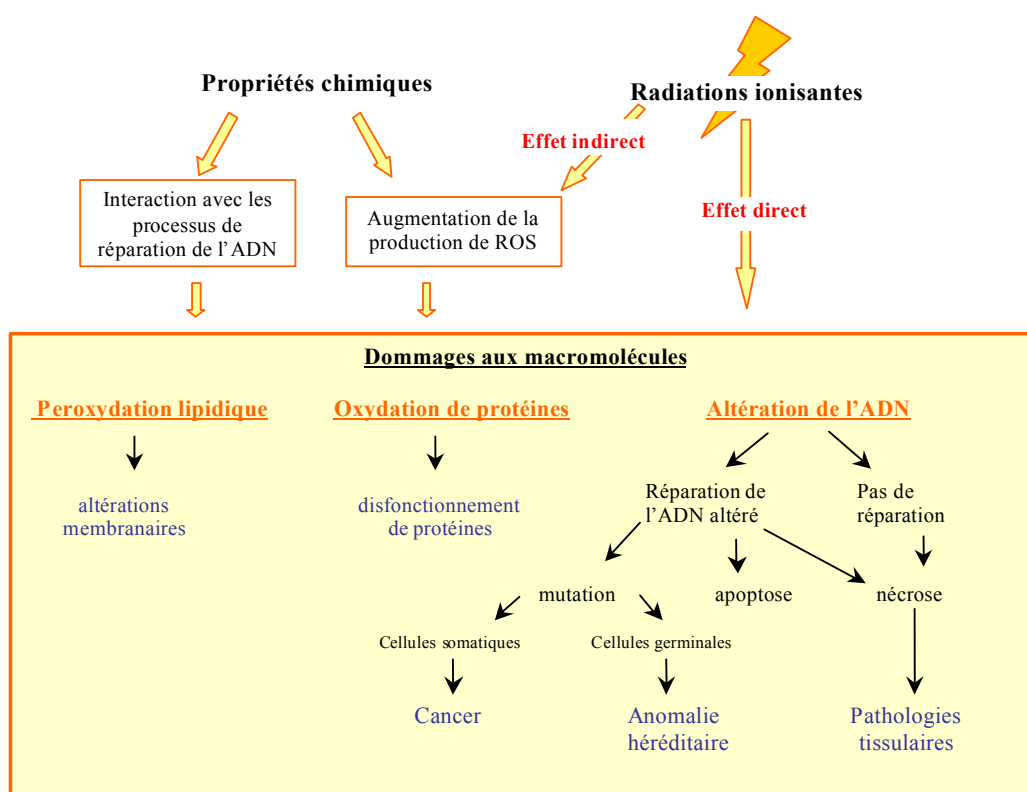 Propriétés chimiques
Radiations ionisantes
Effet indirect
Effet direct
Interaction avec les
processus de
réparation de l'ADN
Augmentation de la
production de ROS
Dommages aux macromolécules
Peroxydation lipidique
Oxydation de protéines
Altération de l'ADN
altérations
membranaires
disfonctionnement
de protéines
Réparation de
l'ADN altéré
Pas de
réparation
mutation
apoptose
nécrose
Cellules somatiques
Cellules germinales
Cancer
Anomalie
héréditaire
Pathologies
tissulaires